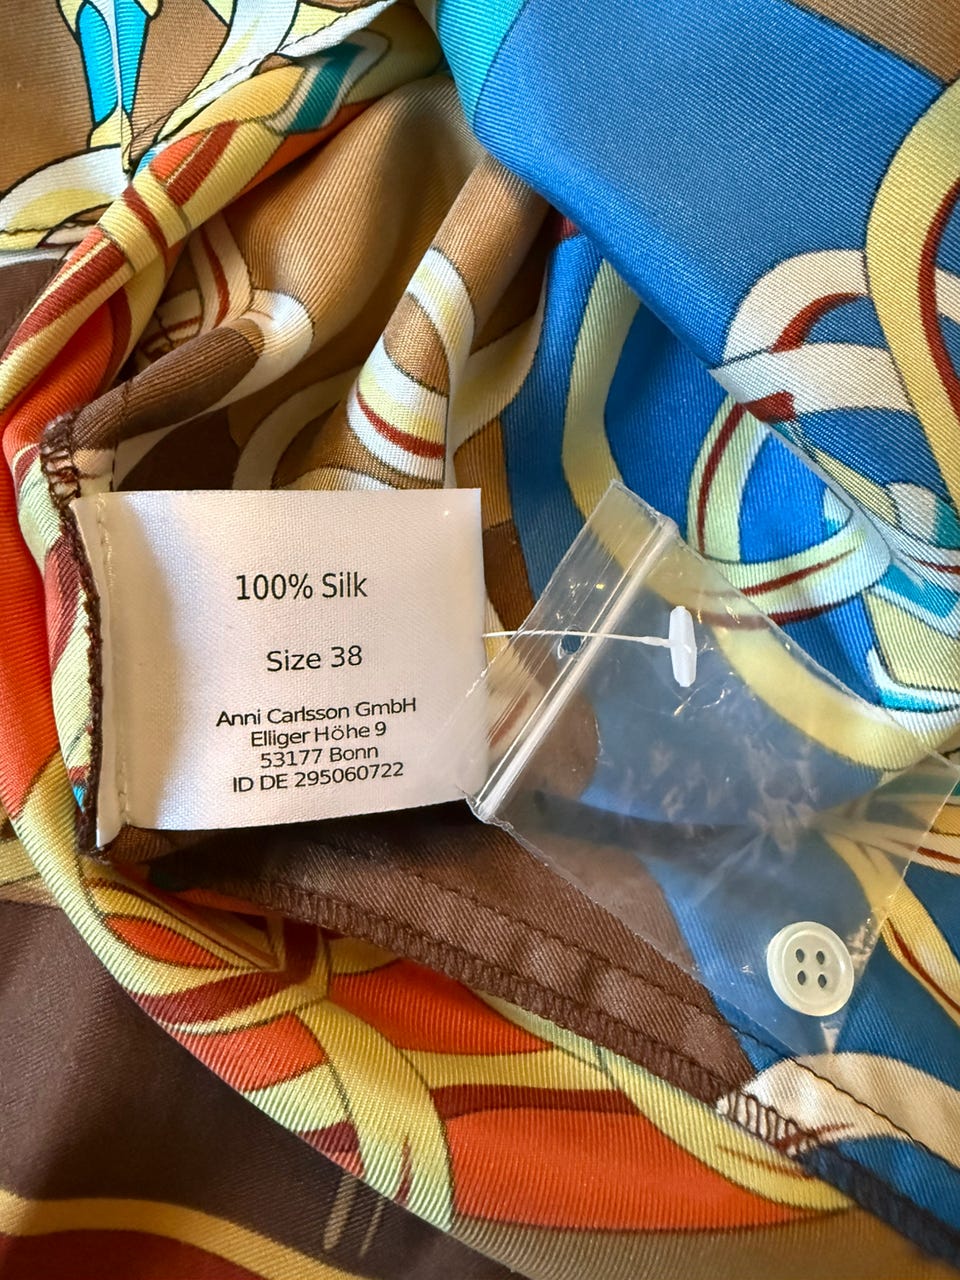 100% Silk
Size 38
Anni Carlsson GmbH
Elliger Höhe 9
53177 Bonn
ID DE 295060722